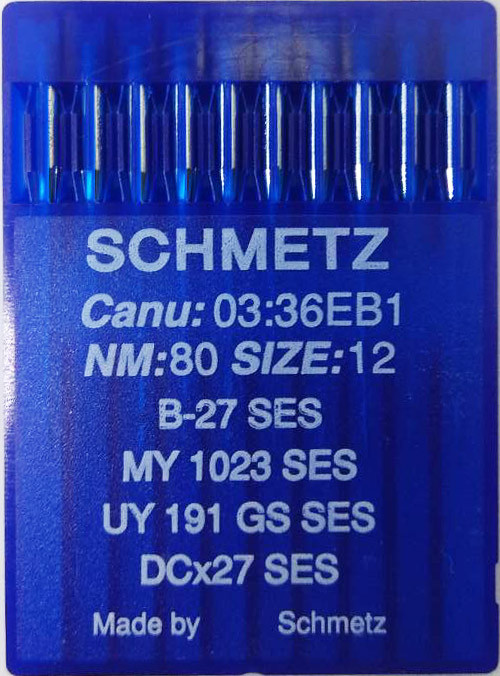 SCHMETZ
Canu: 03:36EB1
NM:80 SIZE:12
B-27 SES
MY 1023 SES
UY 191 GS SES
DCx27 SES
Made by Schmetz